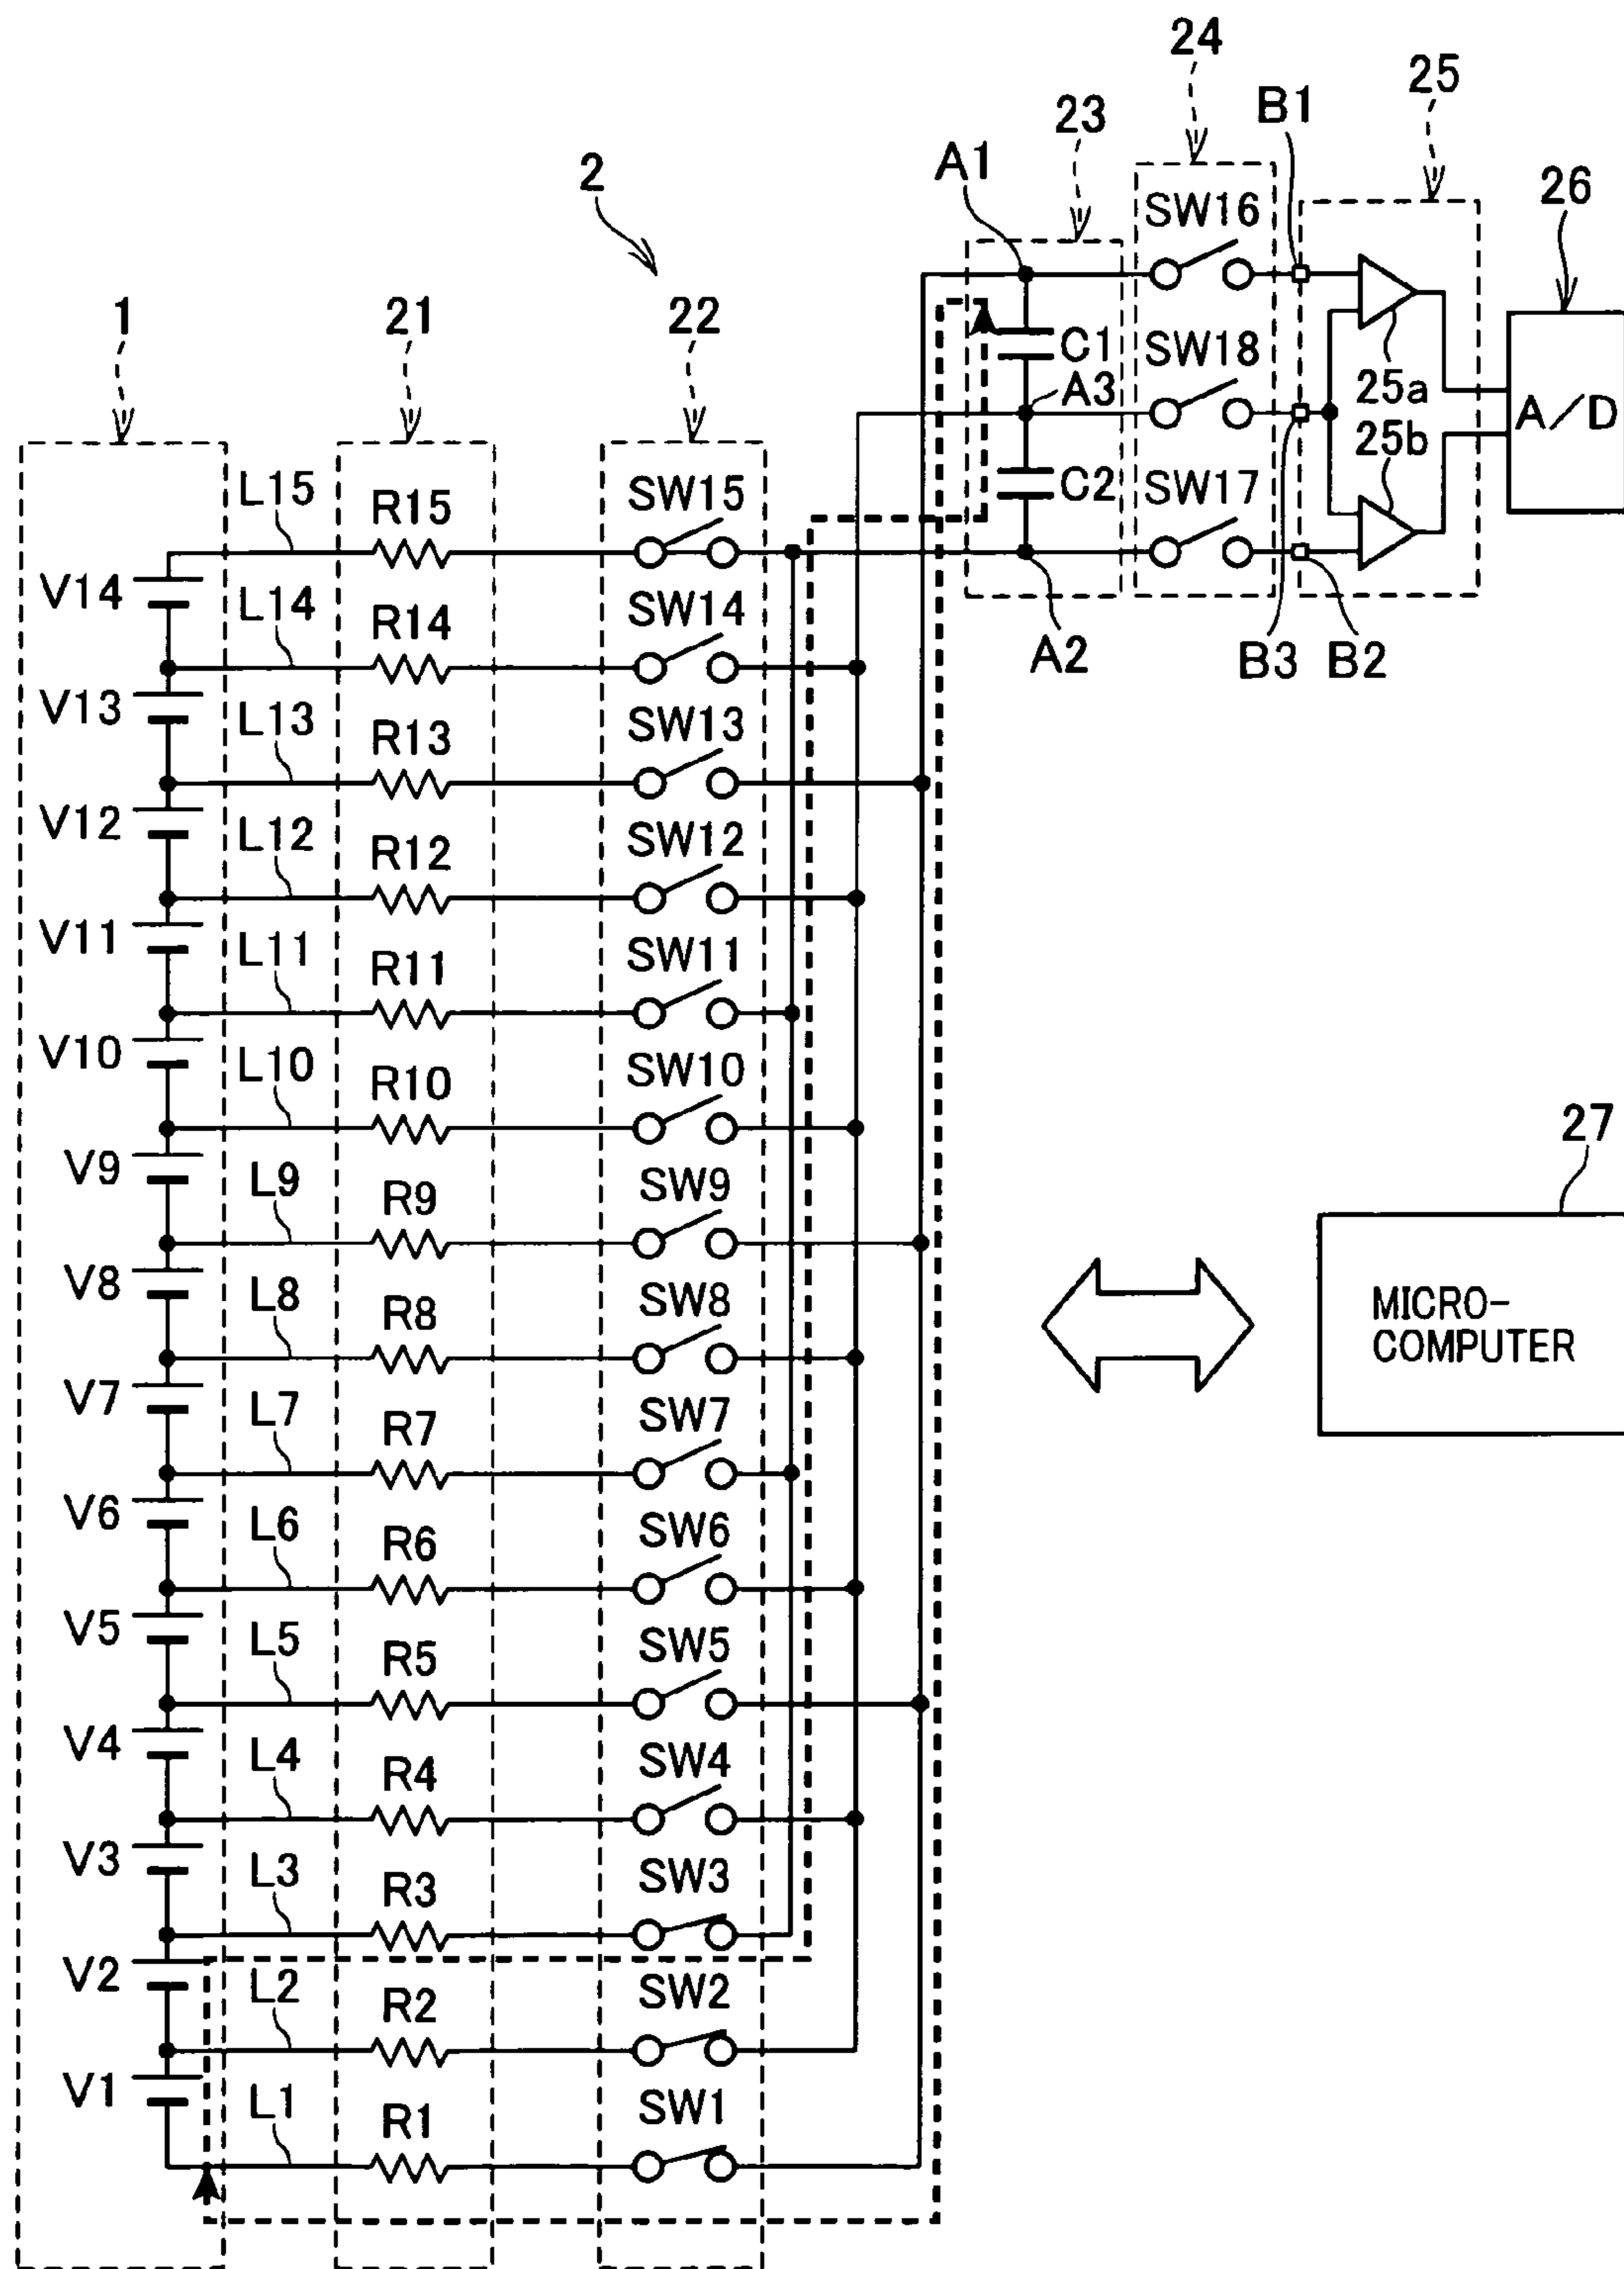 24
25
B1
23
26
2
A1
SW16
1
21
22
C1
SW18
A3
25a
A/D
25b
L15
R15
SW15
C2
SW17
V14
L14
R14
SW14
A2
B3
B2
V13
L13
R13
SW13
V12
L12
R12
SW12
V11
L11
R11
SW11
V10
L10
R10
SW10
27
V9
L9
R9
SW9
V8
L8
R8
SW8
MICRO-
COMPUTER
V7
L7
R7
SW7
V6
L6
R6
SW6
V5
L5
R5
SW5
V4
L4
R4
SW4
V3
L3
R3
SW3
V2
L2
R2
SW2
V1
L1
R1
SW1